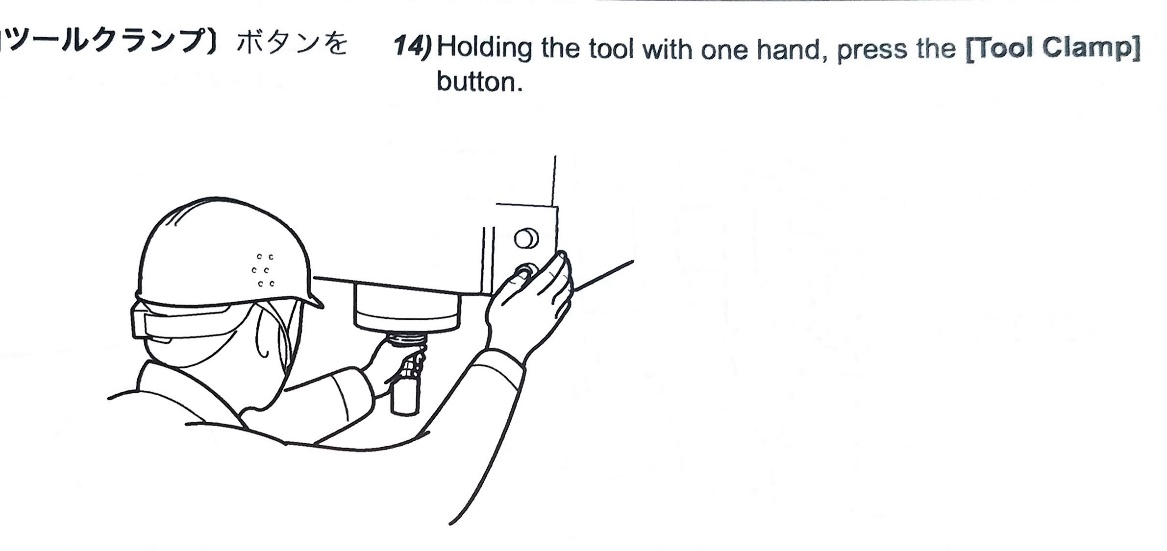 ツールクランプ〕ボタンを
14) Holding the tool with one hand, press the [Tool Clamp]
button.